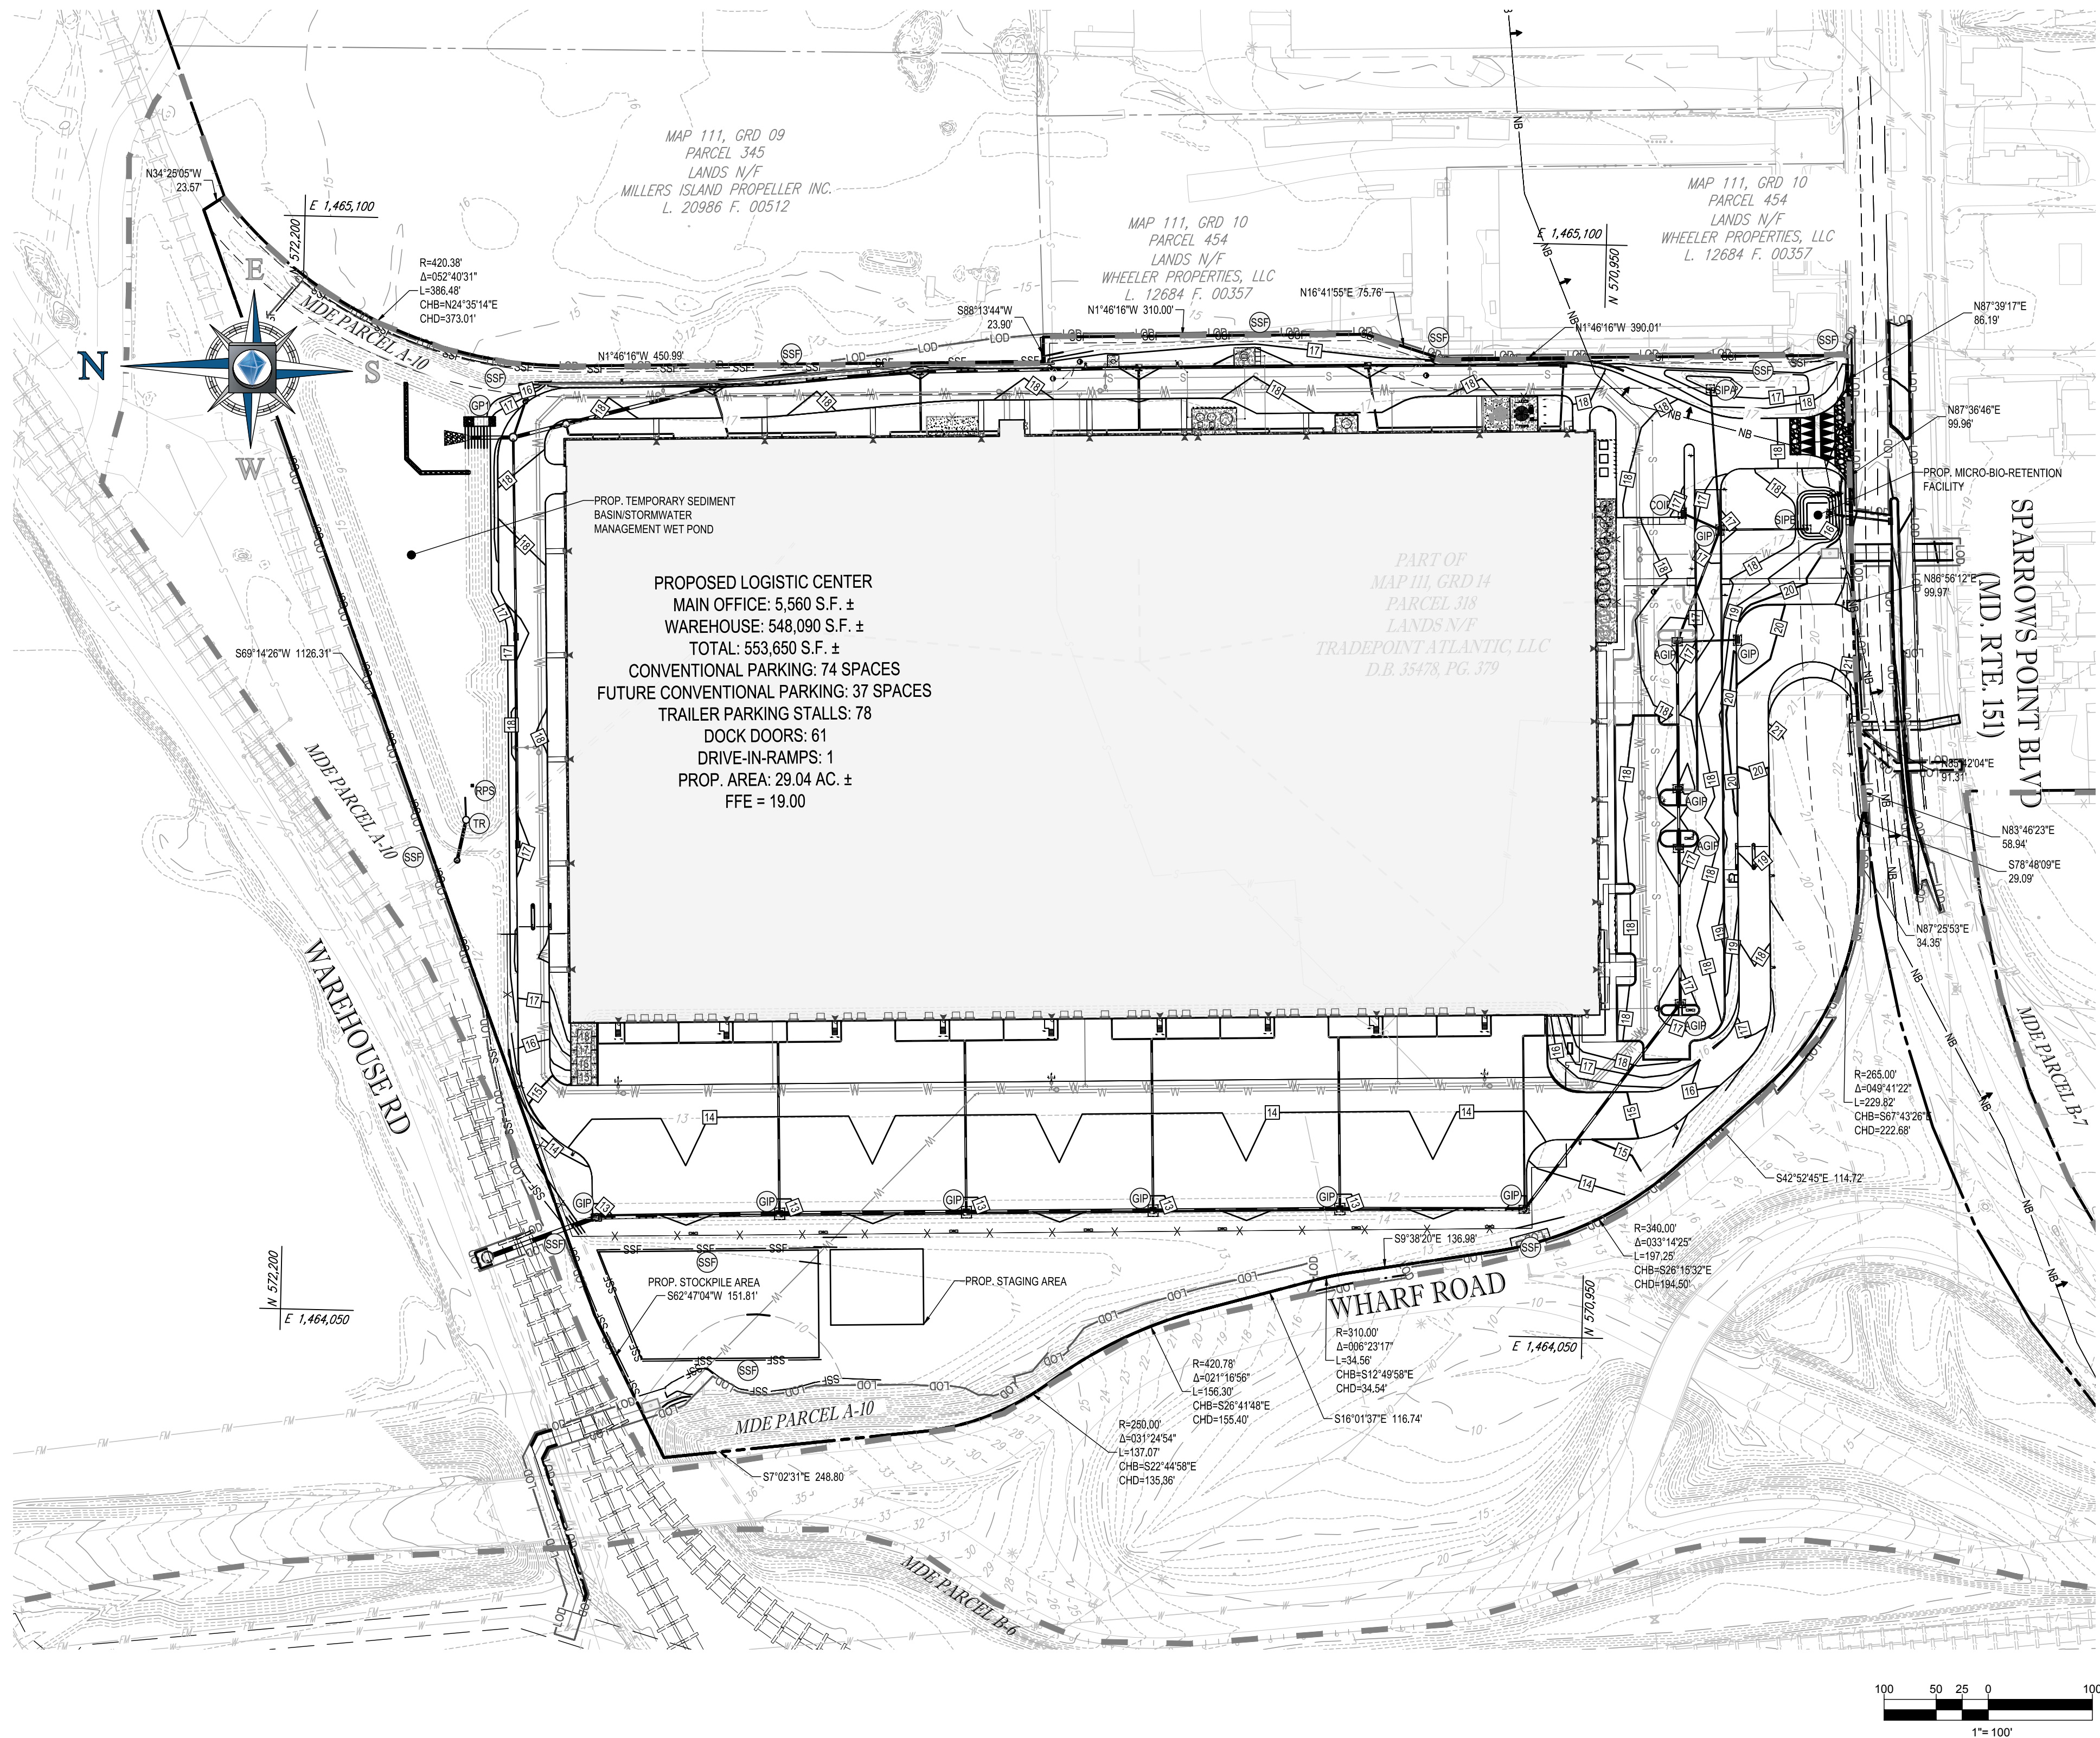 MAP 111, GRD 09
PARCEL 345
LANDS N/F
MILLERS ISLAND PROPELLER INC.
L. 20986 F. 00512
MAP 111, GRD 10
PARCEL 454
LANDS N/F
WHEELER PROPERTIES, LLC
L. 12684 F. 00357
MAP 111, GRD 10
PARCEL 454
LANDS N/F
WHEELER PROPERTIES, LLC
L. 12684 F. 00357
N34°25'05"W
23.57'
E 1,465,100
N 572,200
E 1,465,100
N 570,950
R=420.38'
Δ=052°40'31"
L=386.48'
CHB=N24°35'14"E
CHD=373.01'
MDE PARCEL A-10
N
E
S
W
N1°46'16"W 450.99'
S88°13'44"W
23.90'
N1°46'16"W 310.00'
N16°41'55"E 75.76'
N1°46'16"W 390.01'
N87°39'17"E
86.19'
N87°36'46"E
99.96'
PROP. MICRO-BIO-RETENTION
FACILITY
SPARROWS POINT BLVD
(MD. RTE. 151)
N86°56'12"E
99.97'
N85°42'04"E
91.31'
N83°46'23"E
58.94'
S78°48'09"E
29.09'
N87°25'53"E
34.35'
PROP. TEMPORARY SEDIMENT
BASIN/STORMWATER
MANAGEMENT WET POND
PROPOSED LOGISTIC CENTER
MAIN OFFICE: 5,560 S.F. ±
WAREHOUSE: 548,090 S.F. ±
TOTAL: 553,650 S.F. ±
CONVENTIONAL PARKING: 74 SPACES
FUTURE CONVENTIONAL PARKING: 37 SPACES
TRAILER PARKING STALLS: 78
DOCK DOORS: 61
DRIVE-IN-RAMPS: 1
PROP. AREA: 29.04 AC. ±
FFE = 19.00
PART OF
MAP 111, GRD 14
PARCEL 318
LANDS N/F
TRADEPOINT ATLANTIC, LLC
D.B. 35478, PG. 379
S69°14'26"W 1126.31'
MDE PARCEL A-10
WAREHOUSE RD
GP1
RPS
TR
SSF
COIP
SIPA
SIPB
GIP
AGIP
MDE PARCEL B-7
R=265.00'
Δ=049°41'22"
L=229.82'
CHB=S67°43'26"E
CHD=222.68'
S42°52'45"E 114.72'
R=340.00'
Δ=033°14'25"
L=197.25'
CHB=S26°15'32"E
CHD=194.50'
S9°38'20"E 136.98'
WHARF ROAD
R=310.00'
Δ=006°23'17"
L=34.56'
CHB=S12°49'58"E
CHD=34.54'
N 570,950
E 1,464,050
N 572,200
E 1,464,050
PROP. STOCKPILE AREA
S62°47'04"W 151.81'
PROP. STAGING AREA
R=420.78'
Δ=021°16'56"
L=156.30'
CHB=S26°41'48"E
CHD=155.40'
S16°01'37"E 116.74'
R=250.00'
Δ=031°24'54"
L=137.07'
CHB=S22°44'58"E
CHD=135.36'
MDE PARCEL A-10
S7°02'31"E 248.80
MDE PARCEL B-6
100 50 25 0 100
1"= 100'